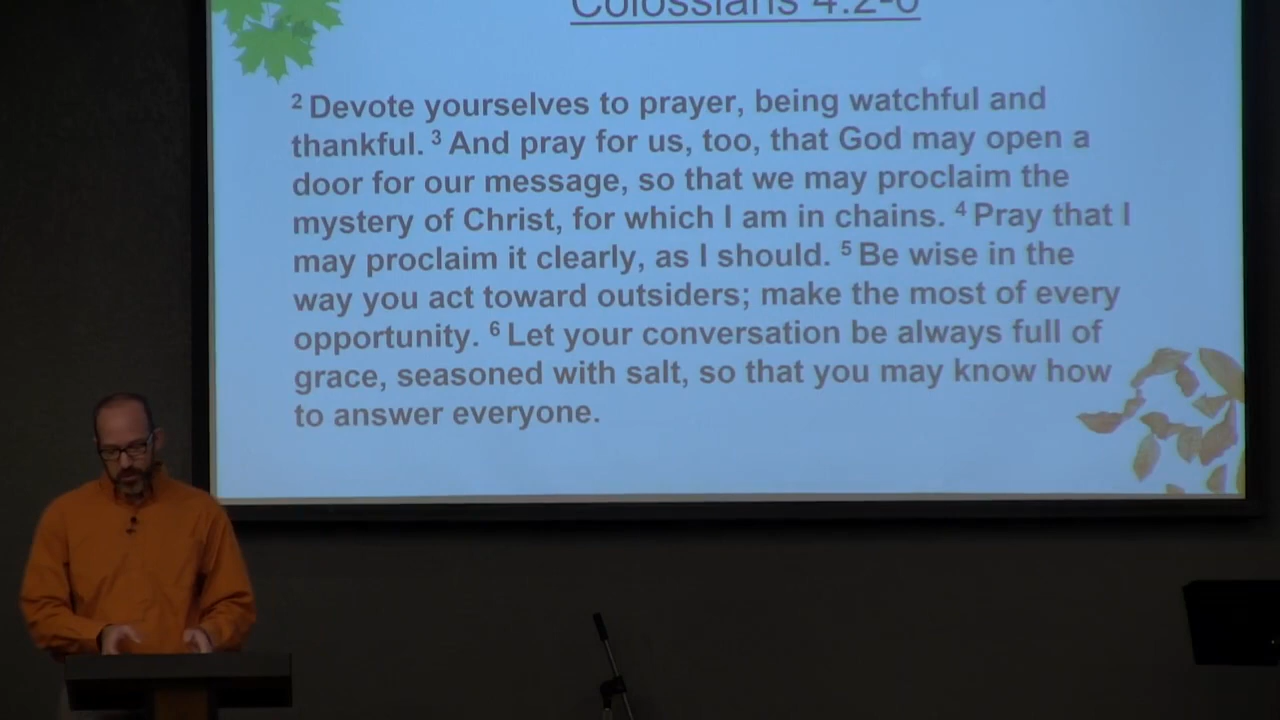 Colossians 4:2-6
2 Devote yourselves to prayer, being watchful and
thankful. 3 And pray for us, too, that God may open a
door for our message, so that we may proclaim the
mystery of Christ, for which I am in chains. 4 Pray that I
may proclaim it clearly, as I should. 5 Be wise in the
way you act toward outsiders; make the most of every
opportunity. 6 Let your conversation be always full of
grace, seasoned with salt, so that you may know how
to answer everyone.